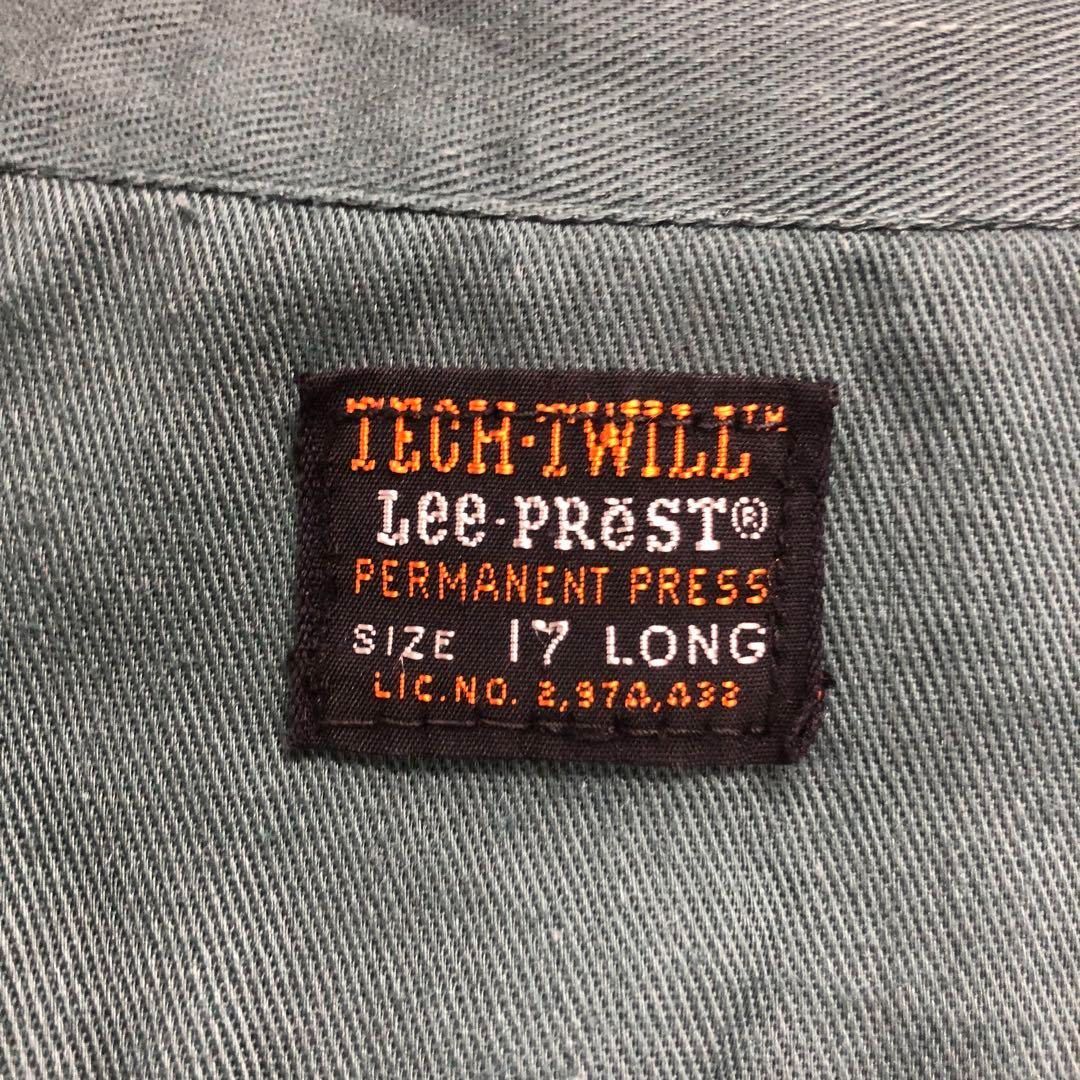 TECH-TWILL™
Lee-PRēST®
PERMANENT PRESS
SIZE 17 LONG
LIC.NO. 2,974,432